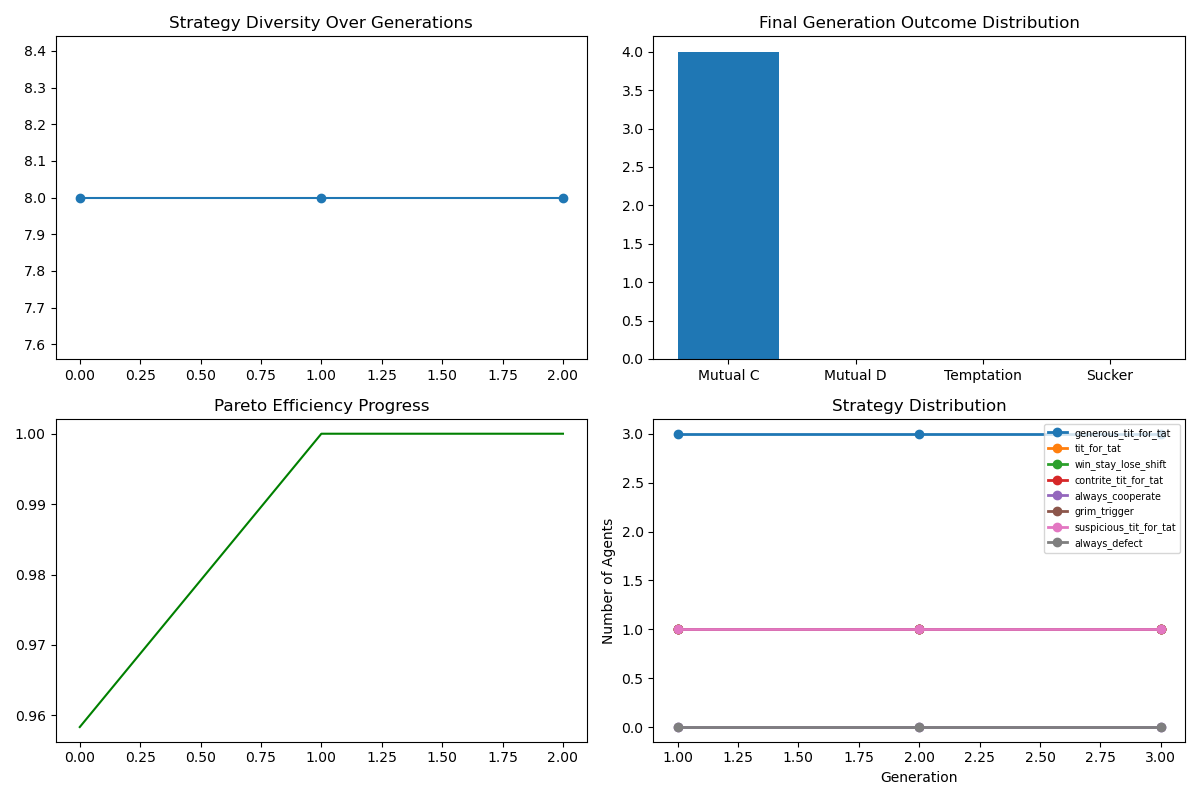 Strategy Diversity Over Generations
8.4
8.3
8.2
8.1
8.0
7.9
7.8
7.7
7.6
0.00 0.25 0.50 0.75 1.00 1.25 1.50 1.75 2.00
Final Generation Outcome Distribution
4.0
3.5
3.0
2.5
2.0
1.5
1.0
0.5
0.0
Mutual C Mutual D Temptation Sucker
Pareto Efficiency Progress
1.00
0.99
0.98
0.97
0.96
0.00 0.25 0.50 0.75 1.00 1.25 1.50 1.75 2.00
Strategy Distribution
Number of Agents
3.0
2.5
2.0
1.5
1.0
0.5
0.0
generous_tit_for_tat
tit_for_tat
win_stay_lose_shift
contrite_tit_for_tat
always_cooperate
grim_trigger
suspicious_tit_for_tat
always_defect
1.00 1.25 1.50 1.75 2.00 2.25 2.50 2.75 3.00
Generation